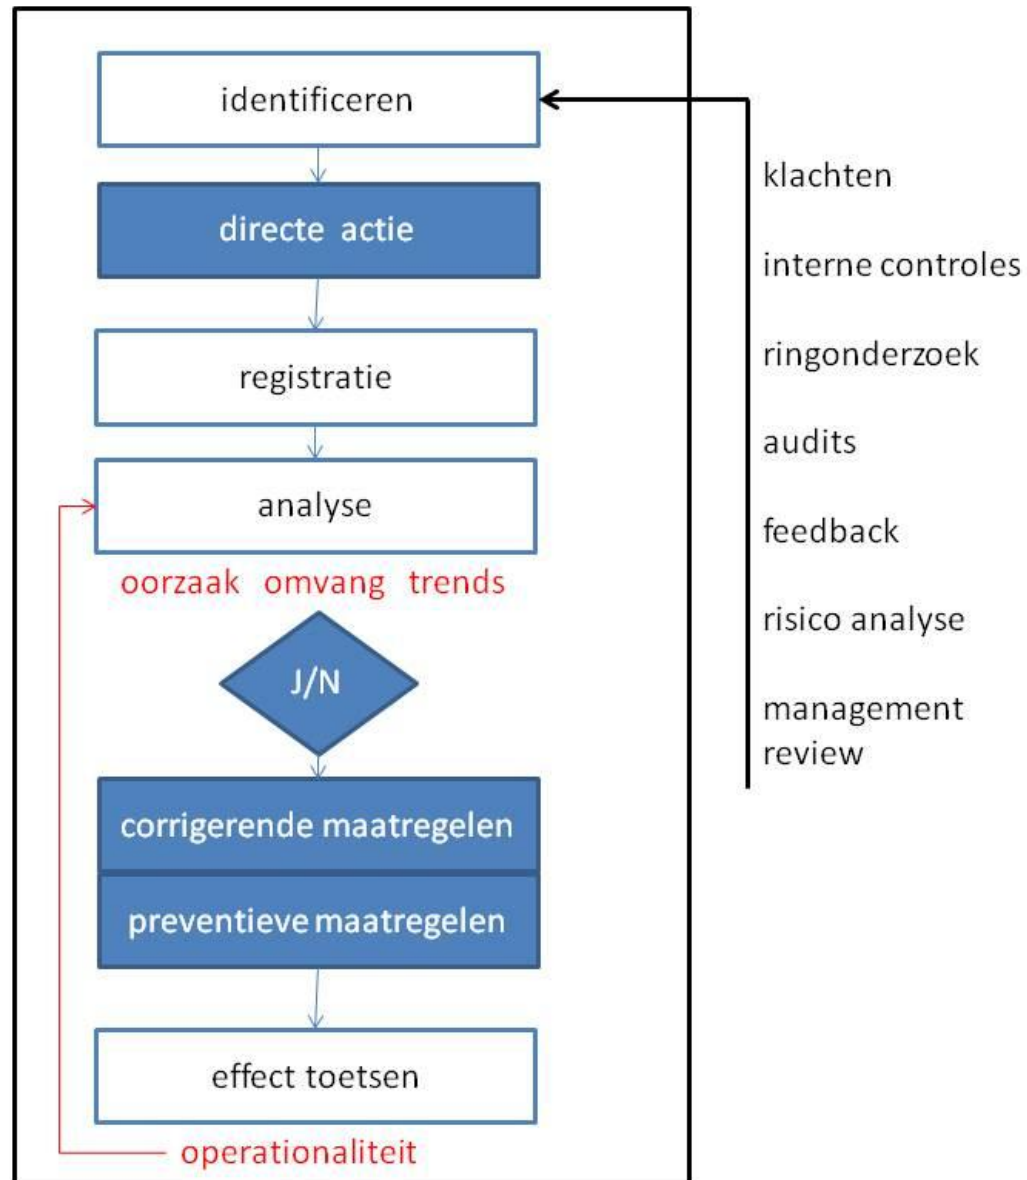 identificeren
directe actie
registratie
analyse
oorzaak omvang trends
J/N
corrigerende maatregelen
preventieve maatregelen
effect toetsen
operationaliteit
klachten
interne controles
ringonderzoek
audits
feedback
risico analyse
management
review